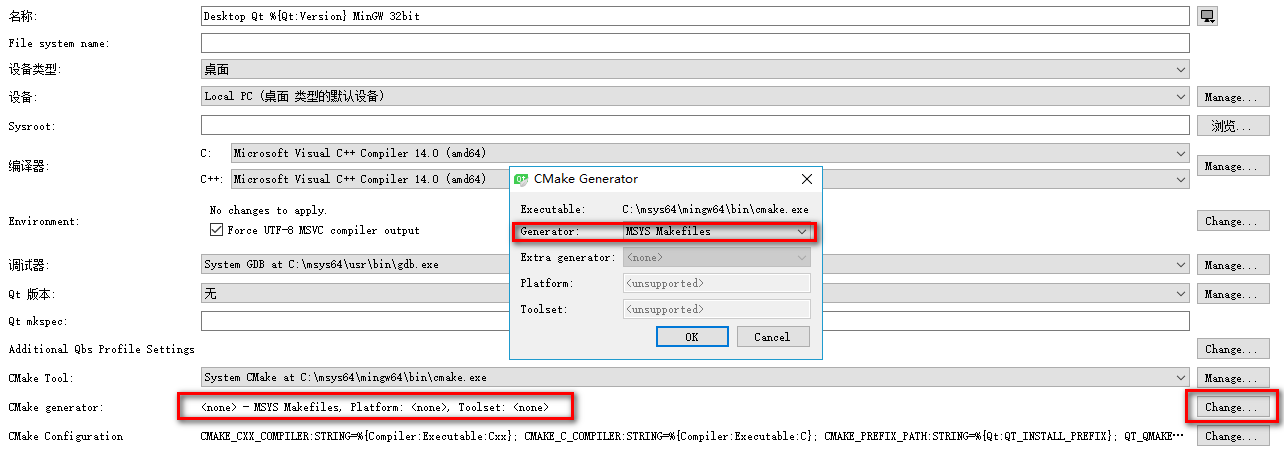 名称: Desktop Qt %{Qt:Version} MinGW 32bit
File system name:
设备类型: 桌面
设备: Local PC (桌面 类型的默认设备) Manage...
Sysroot: 浏览...
编译器: C: Microsoft Visual C++ Compiler 14.0 (amd64) Manage...
C++: Microsoft Visual C++ Compiler 14.0 (amd64)
Environment: No changes to apply. Change...
Force UTF-8 MSVC compiler output
调试器: System GDB at C:\msys64\usr\bin\gdb.exe Manage...
Qt 版本: 无 Manage...
Qt mkspec:
Additional Qbs Profile Settings Change...
CMake Tool: System CMake at C:\msys64\mingw64\bin\cmake.exe Manage...
CMake generator: <none> - MSYS Makefiles, Platform: <none>, Toolset: <none> Change...
CMake Configuration CMAKE_CXX_COMPILER:STRING=%{Compiler:Executable:Cxx}; CMAKE_C_COMPILER:STRING=%{Compiler:Executable:C}; CMAKE_PREFIX_PATH:STRING=%{Qt:QT_INSTALL_PREFIX}; QT_QMAKE… Change...
Qt CMake Generator
Executable: C:\msys64\mingw64\bin\cmake.exe
Generator: MSYS Makefiles
Extra generator: <none>
Platform: <unsupported>
Toolset: <unsupported>
OK Cancel